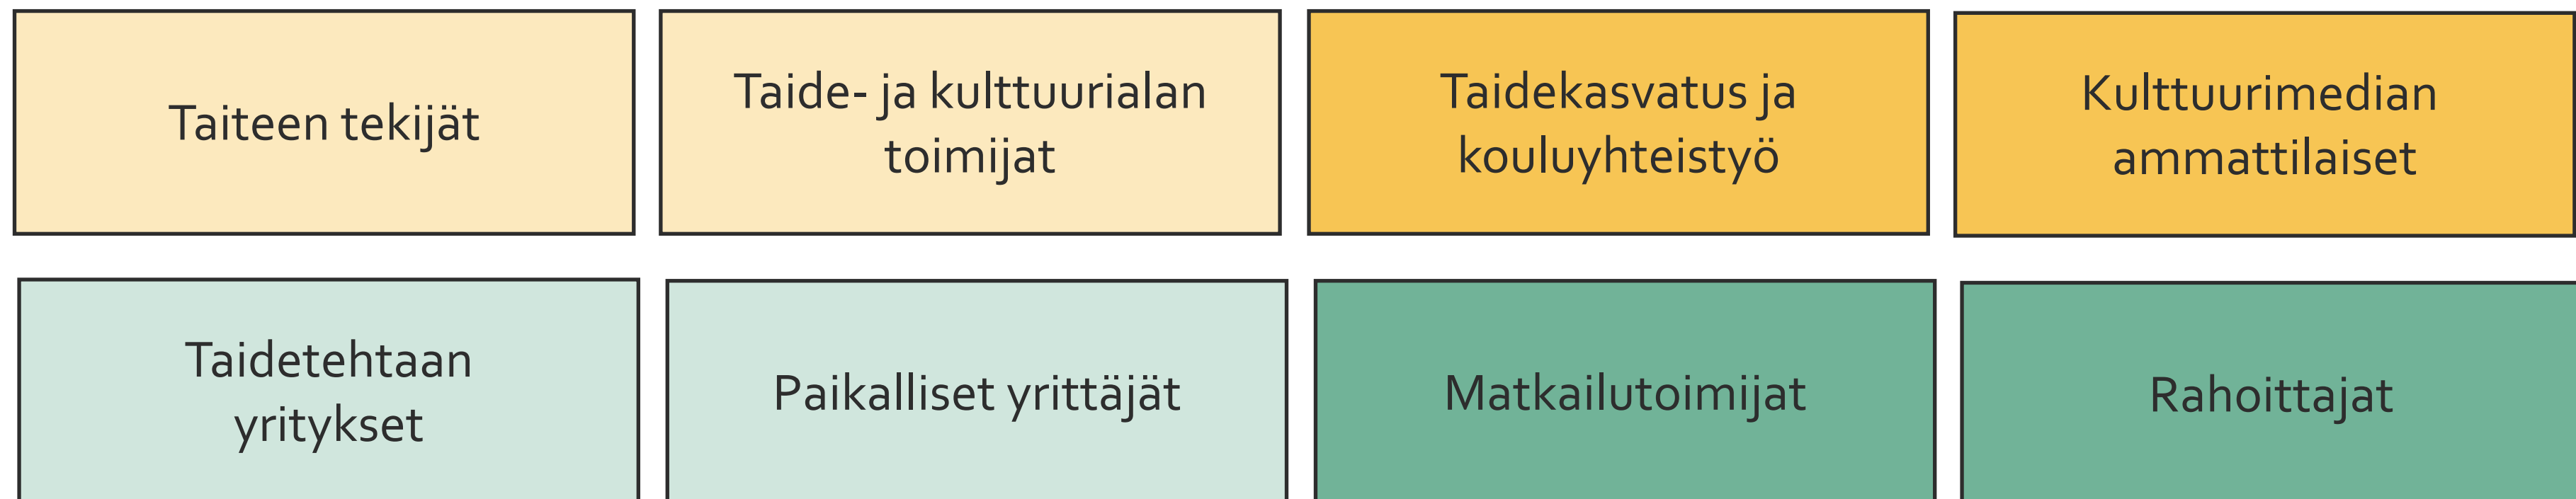 Taiteen tekijät
Taide- ja kulttuurialan
toimijat
Taidekasvatus ja
kouluyhteistyö
Kulttuurimedian
ammattilaiset
Taidetehtaan
yritykset
Paikalliset yrittäjät
Matkailutoimijat
Rahoittajat